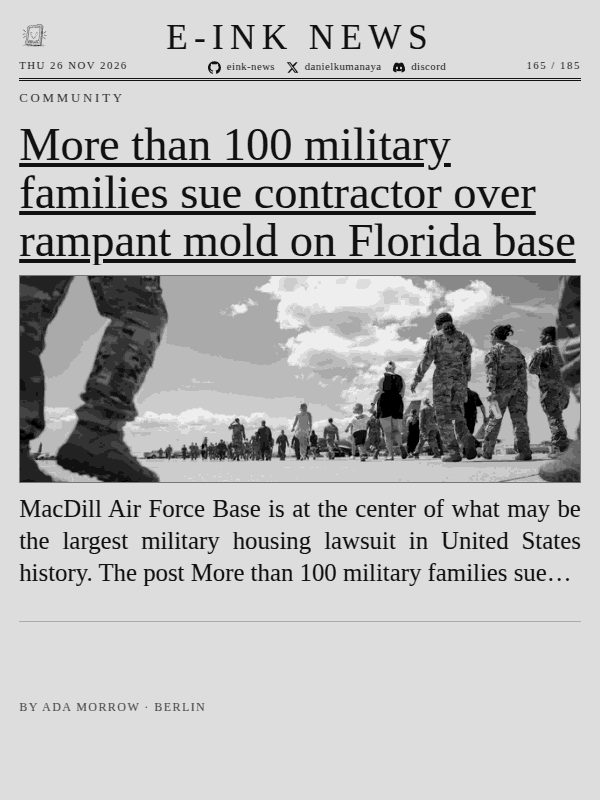 E-INK NEWS
THU 26 NOV 2026
eink-news
danielkumanaya
discord
165 / 185
COMMUNITY
More than 100 military
families sue contractor over
rampant mold on Florida base
MacDill Air Force Base is at the center of what may be
the largest military housing lawsuit in United States
history. The post More than 100 military families sue…
BY ADA MORROW · BERLIN